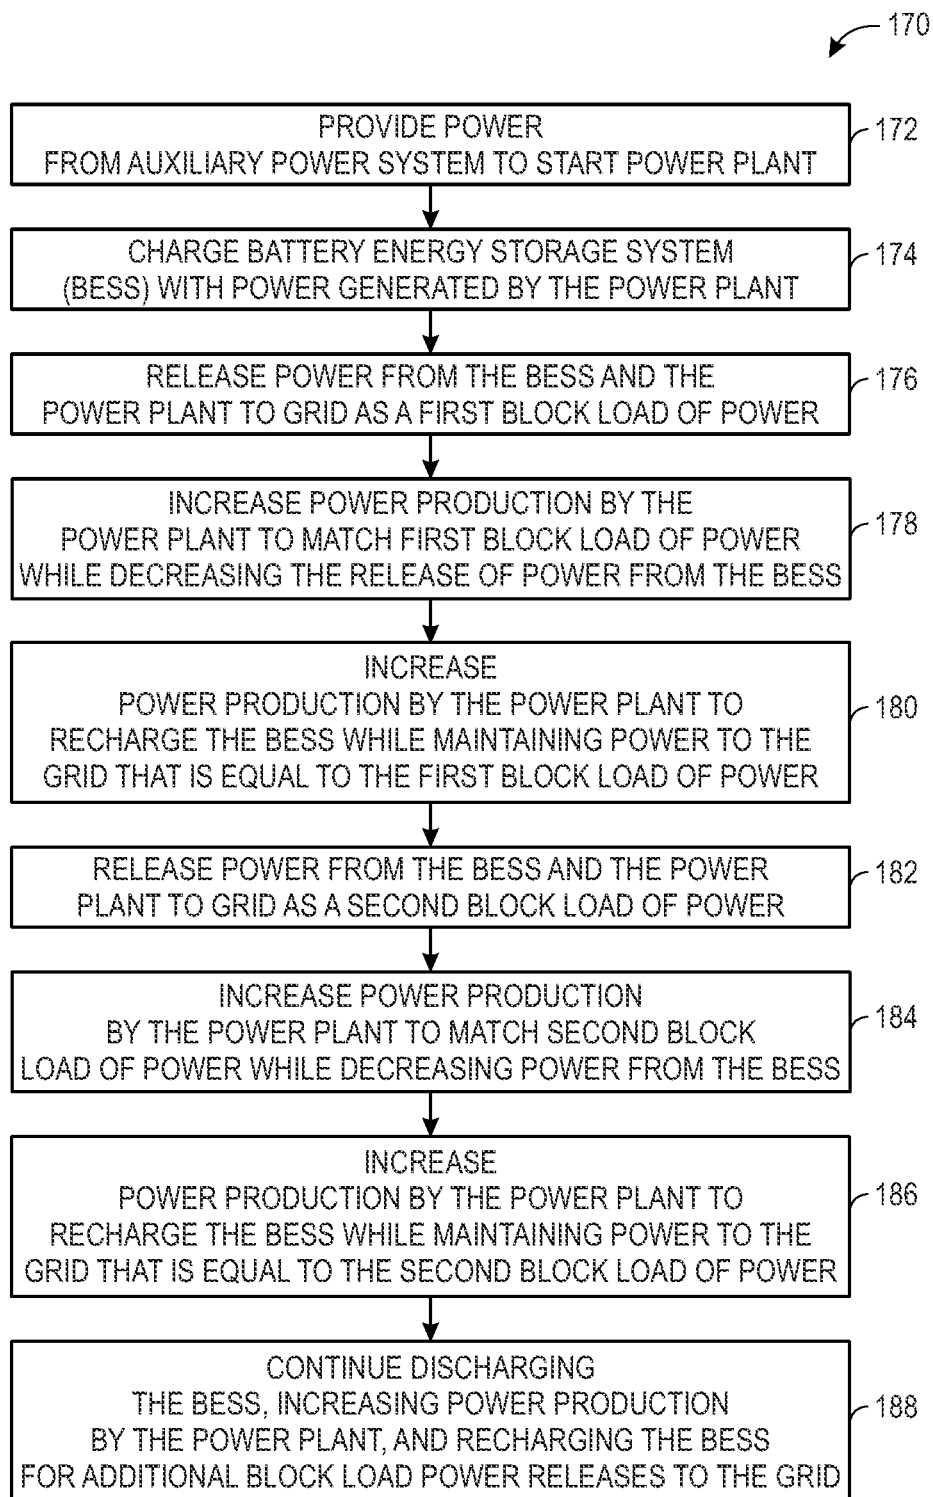 170
PROVIDE POWER
FROM AUXILIARY POWER SYSTEM TO START POWER PLANT
172
CHARGE BATTERY ENERGY STORAGE SYSTEM
(BESS) WITH POWER GENERATED BY THE POWER PLANT
174
RELEASE POWER FROM THE BESS AND THE
POWER PLANT TO GRID AS A FIRST BLOCK LOAD OF POWER
176
INCREASE POWER PRODUCTION BY THE
POWER PLANT TO MATCH FIRST BLOCK LOAD OF POWER
WHILE DECREASING THE RELEASE OF POWER FROM THE BESS
178
INCREASE
POWER PRODUCTION BY THE POWER PLANT TO
RECHARGE THE BESS WHILE MAINTAINING POWER TO THE
GRID THAT IS EQUAL TO THE FIRST BLOCK LOAD OF POWER
180
RELEASE POWER FROM THE BESS AND THE POWER
PLANT TO GRID AS A SECOND BLOCK LOAD OF POWER
182
INCREASE POWER PRODUCTION
BY THE POWER PLANT TO MATCH SECOND BLOCK
LOAD OF POWER WHILE DECREASING POWER FROM THE BESS
184
INCREASE
POWER PRODUCTION BY THE POWER PLANT TO
RECHARGE THE BESS WHILE MAINTAINING POWER TO THE
GRID THAT IS EQUAL TO THE SECOND BLOCK LOAD OF POWER
186
CONTINUE DISCHARGING
THE BESS, INCREASING POWER PRODUCTION
BY THE POWER PLANT, AND RECHARGING THE BESS
FOR ADDITIONAL BLOCK LOAD POWER RELEASES TO THE GRID
188